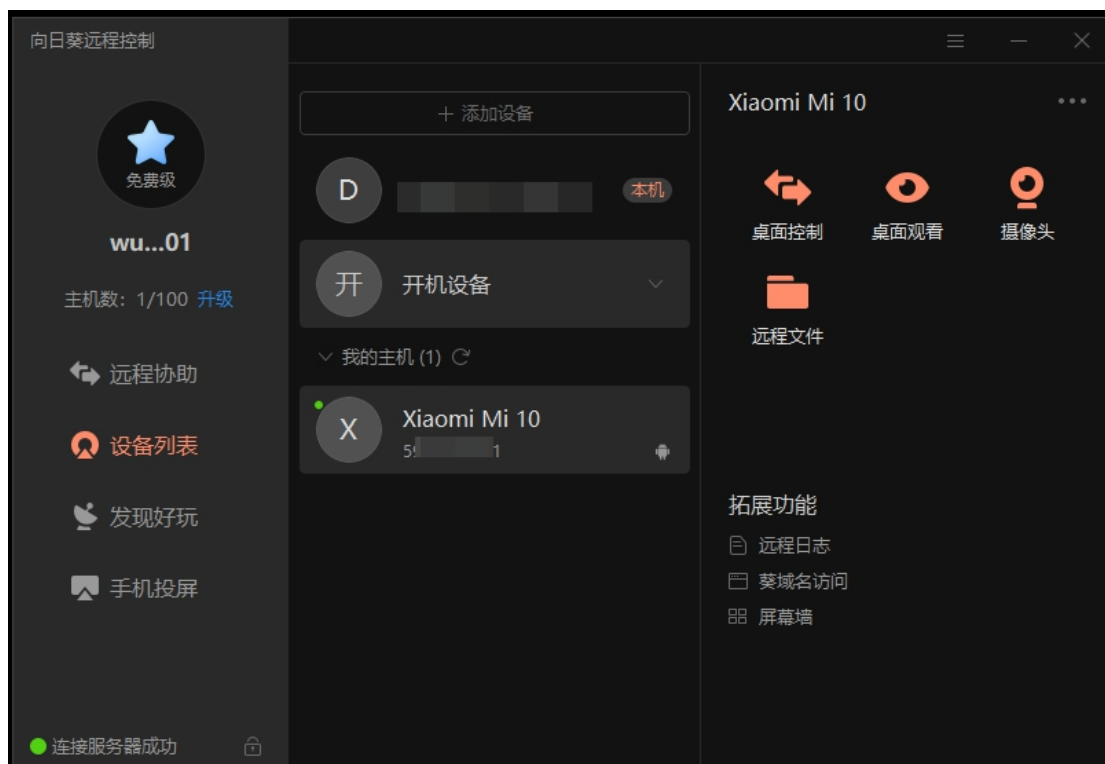 向日葵远程控制
免费级
wu...01
主机数：1/100 升级
远程协助
设备列表
发现好玩
手机投屏
连接服务器成功
+ 添加设备
D
本机
开
开机设备
我的主机 (1)
X
Xiaomi Mi 10
Xiaomi Mi 10
桌面控制
桌面观看
摄像头
远程文件
拓展功能
远程日志
葵域名访问
屏幕墙